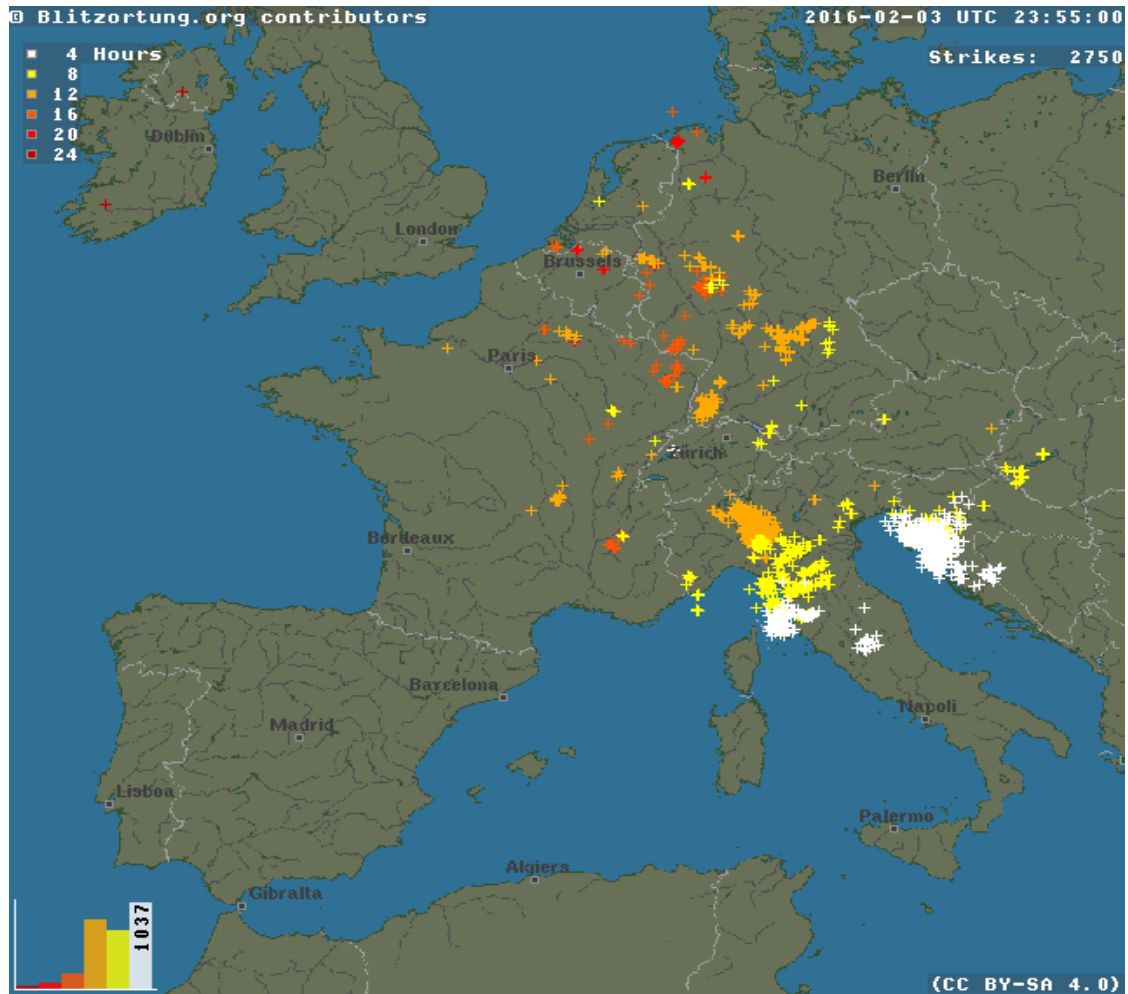 © Blitzortung.org contributors
2016-02-03 UTC 23:55:00
4 Hours
Strikes: 2750
8
12
16
20
24
Dublin
Berlin
London
Brussels
Paris
Zürich
Bordeaux
Barcelona
Napoli
Madrid
Lisboa
Palermo
Algiers
Gibralta
1037
(CC BY-SA 4.0)